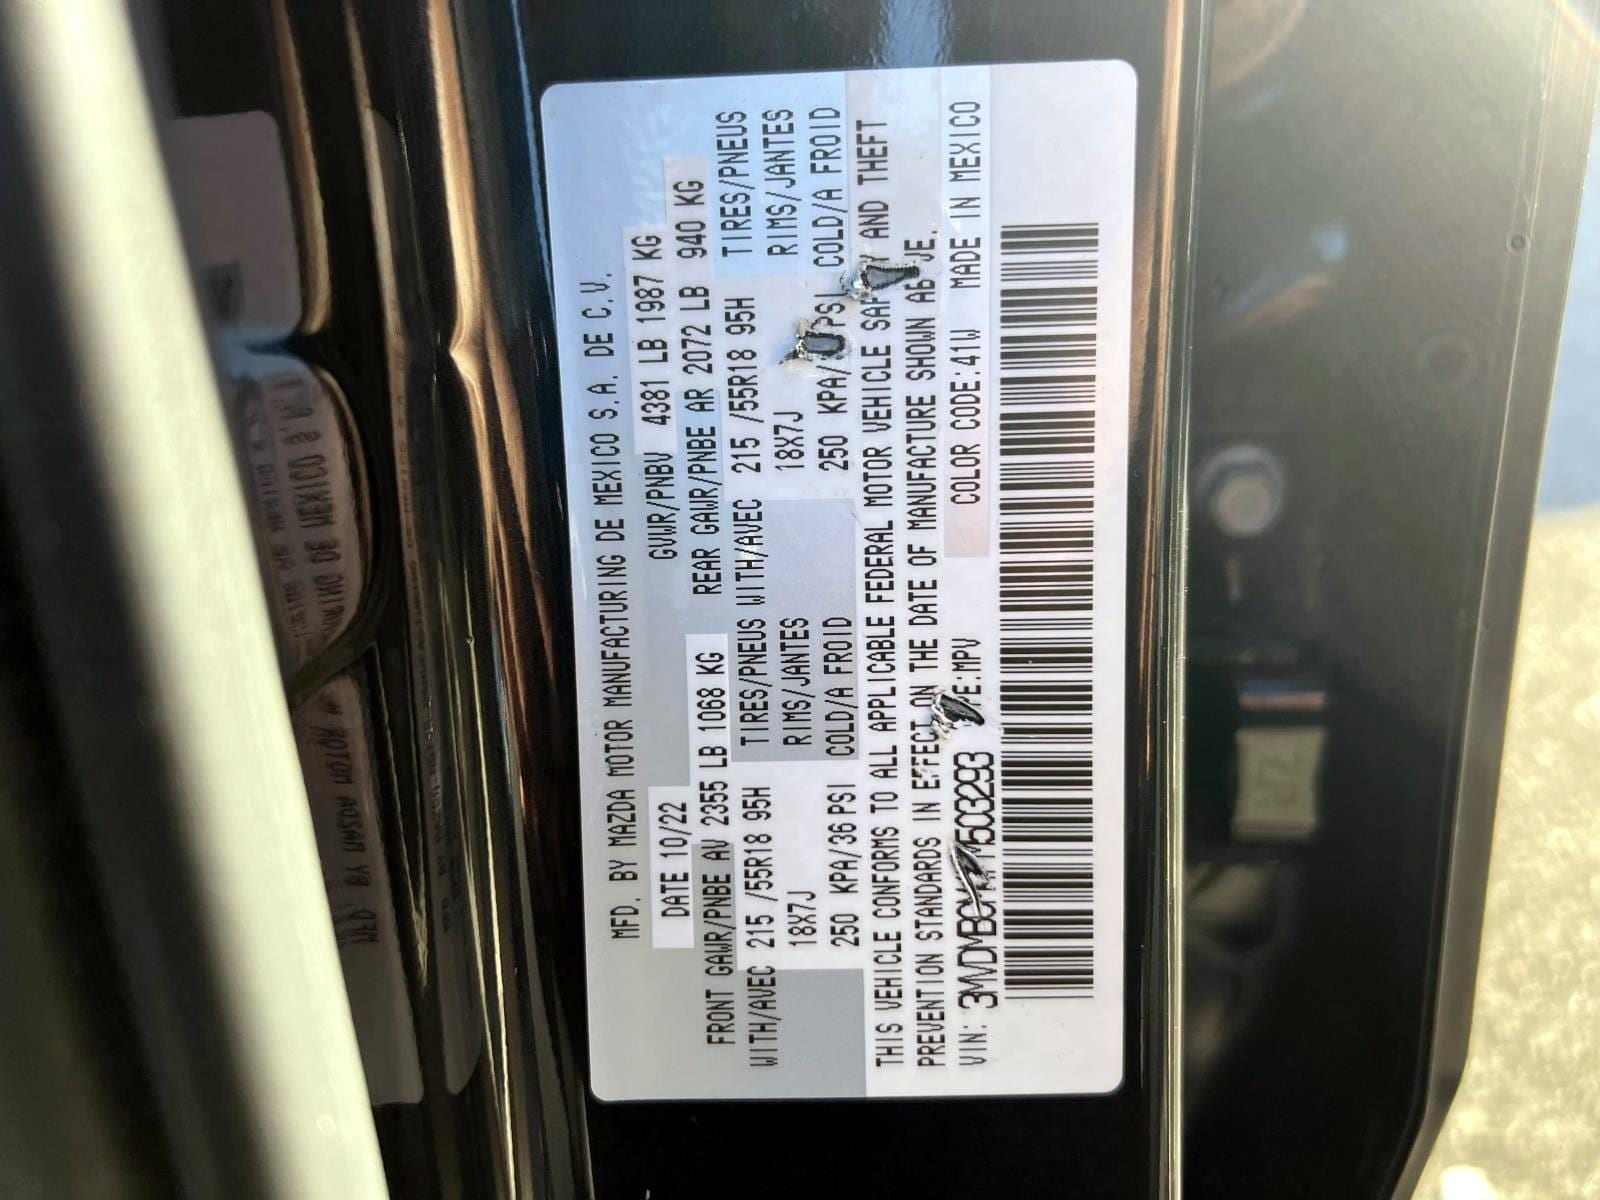 MFD. BY MAZDA MOTOR MANUFACTURING DE MEXICO S.A. DE C.V.
DATE 10/22 GVWR/PNBV 4381 LB 1987 KG
FRONT GAWR/PNBE AV 2355 LB 1068 KG REAR GAWR/PNBE AR 2072 LB 940 KG
WITH/AVEC 215 /55R18 95H TIRES/PNEUS WITH/AVEC 215 /55R18 95H TIRES/PNEUS
18X7J RIMS/JANTES 18X7J RIMS/JANTES
250 KPA/36 PSI COLD/A FROID 250 KPA/ PSI COLD/A FROID
THIS VEHICLE CONFORMS TO ALL APPLICABLE FEDERAL MOTOR VEHICLE AND THEFT
PREVENTION STANDARDS IN EFFECT ON THE DATE OF MANUFACTURE SHOWN
VIN: :MPV COLOR CODE:41W MADE IN MEXICO